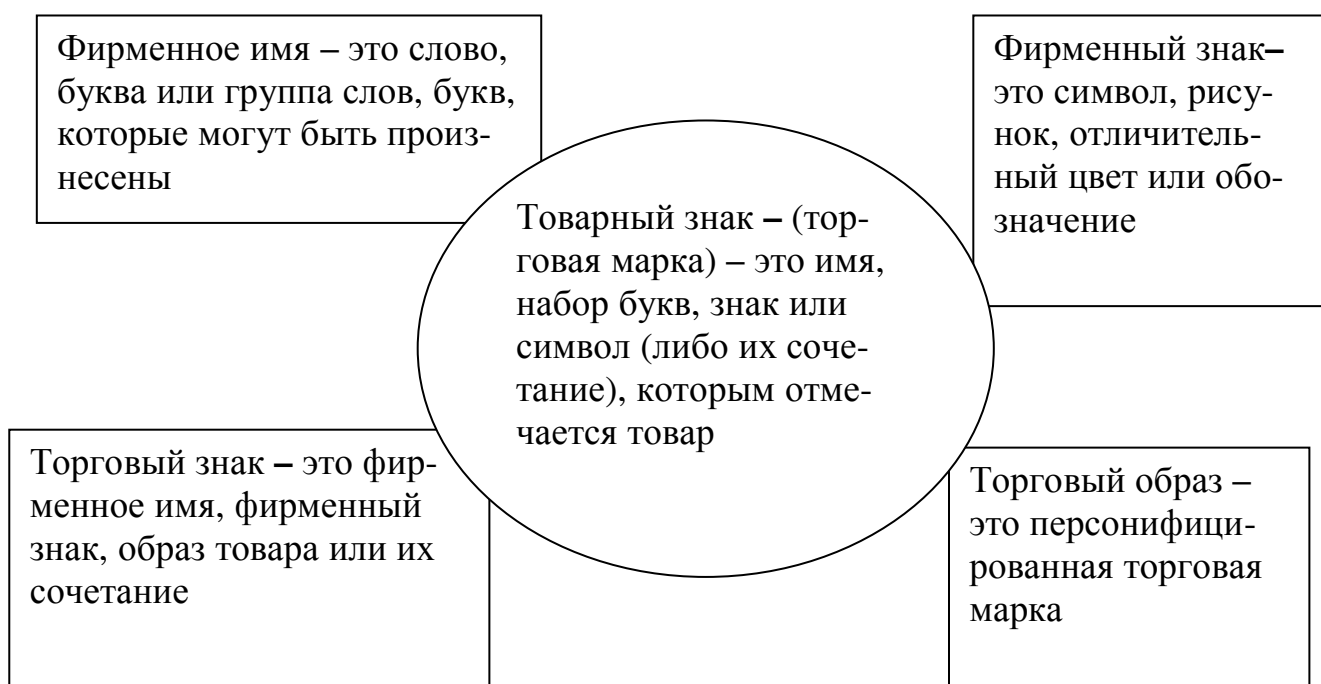 Фирменное имя – это слово,
буква или группа слов, букв,
которые могут быть произ-
несены
Фирменный знак–
это символ, рису-
нок, отличитель-
ный цвет или обо-
значение
Товарный знак – (тор-
говая марка) – это имя,
набор букв, знак или
символ (либо их соче-
тание), которым отме-
чается товар
Торговый знак – это фир-
менное имя, фирменный
знак, образ товара или их
сочетание
Торговый образ –
это персонифици-
рованная торговая
марка